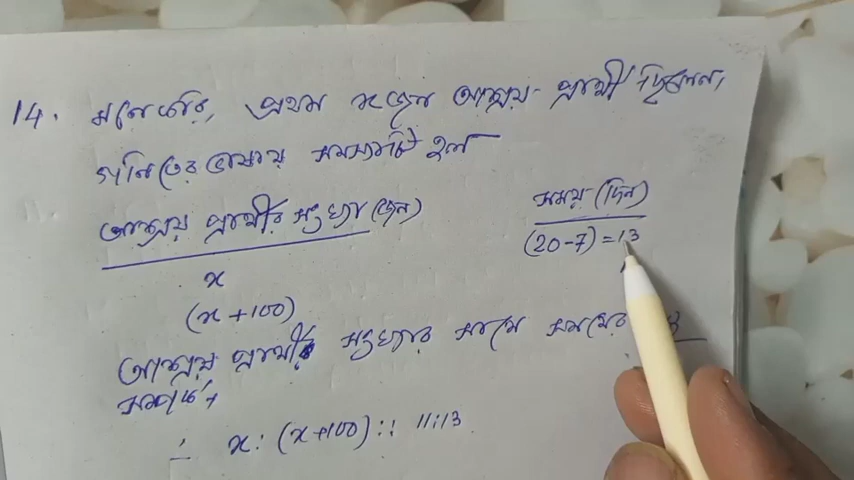 14. মনেকরি, প্রথম x জন আশ্রয় প্রার্থী ছিলেন,
গনিতের ভাষায় সমস্যাটি হল
আশ্রয় প্রার্থীর সংখ্যা (জন) সময় (দিন)
x (20-7) = 13
(x+100)
আশ্রয় প্রার্থীর সংখ্যার সাথে সময়ের
সম্পর্ক,
∴ x : (x+100) :: 11:13